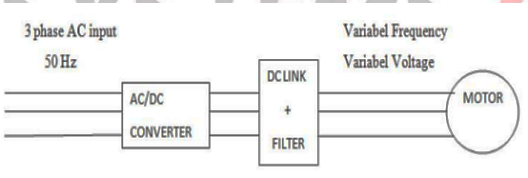 3 phase AC input
50 Hz
AC/DC
CONVERTER
DC LINK
+
FILTER
Variabel Frequency
Variabel Voltage
MOTOR